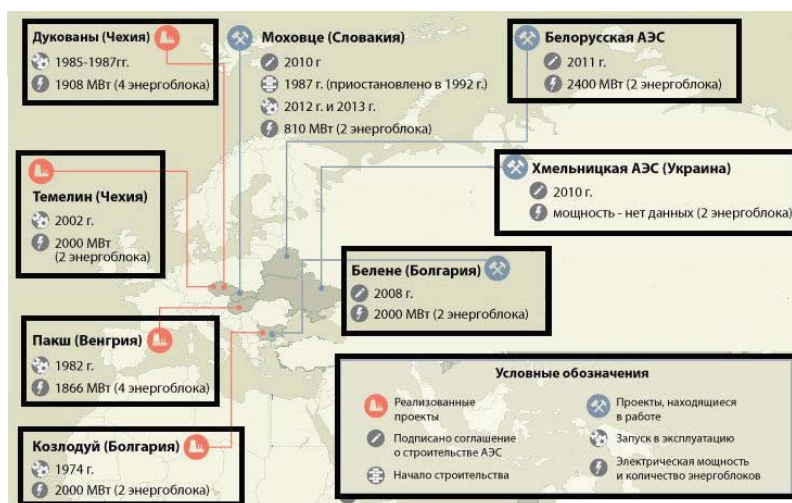 Дукованы (Чехия)
1985-1987гг.
1908 МВт (4 энергоблока)
Моховце (Словакия)
2010 г
1987 г. (приостановлено в 1992 г.)
2012 г. и 2013 г.
810 МВт (2 энергоблока)
Белорусская АЭС
2011 г.
2400 МВт (2 энергоблока)
Хмельницкая АЭС (Украина)
2010 г.
мощность - нет данных (2 энергоблока)
Темелин (Чехия)
2002 г.
2000 МВт
(2 энергоблока)
Белене (Болгария)
2008 г.
2000 МВт (2 энергоблока)
Пакш (Венгрия)
1982 г.
1866 МВт (4 энергоблока)
Козлодуй (Болгария)
1974 г.
2000 МВт (2 энергоблока)
Условные обозначения
Реализованные
проекты
Подписано соглашение
о строительстве АЭС
Начало строительства
Проекты, находящиеся
в работе
Запуск в эксплуатацию
Электрическая мощность
и количество энергоблоков